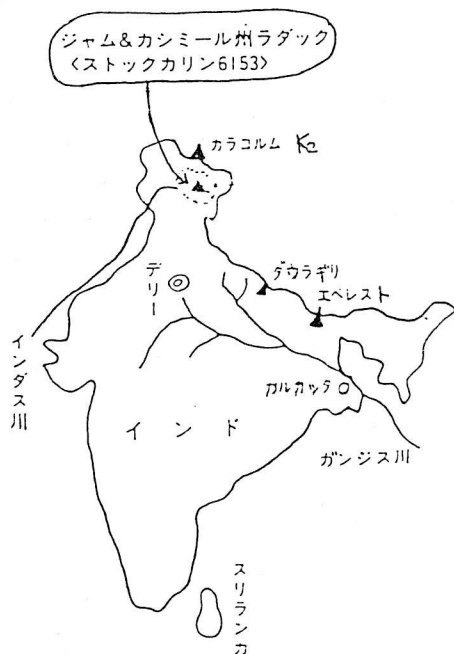 ジャム&カシミール州ラダック
〈ストックカリン6153〉
カラコルム K2
デリー
ダウラギリ
エベレスト
インダス川
カルカッタ
インド
ガンジス川
スリランカ